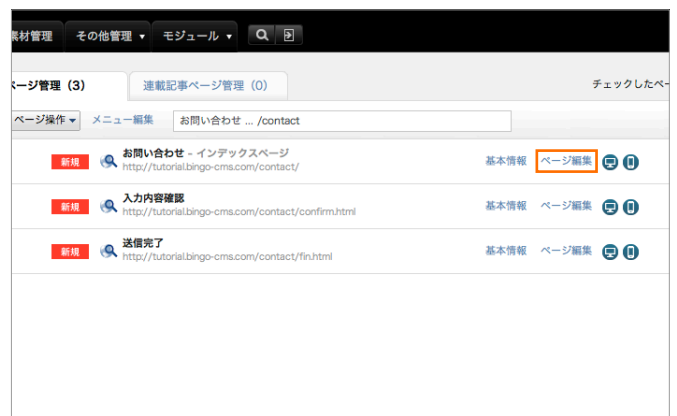 素材管理 その他管理 ▼ モジュール ▼
ページ管理 (3) 連載記事ページ管理 (0) チェックしたペー
ページ操作 ▼ メニュー編集 お問い合わせ ... /contact
新規 お問い合わせ - インデックスページ 基本情報 ページ編集
http://tutorial.bingo-cms.com/contact/
新規 入力内容確認 基本情報 ページ編集
http://tutorial.bingo-cms.com/contact/confirm.html
新規 送信完了 基本情報 ページ編集
http://tutorial.bingo-cms.com/contact/fin.html